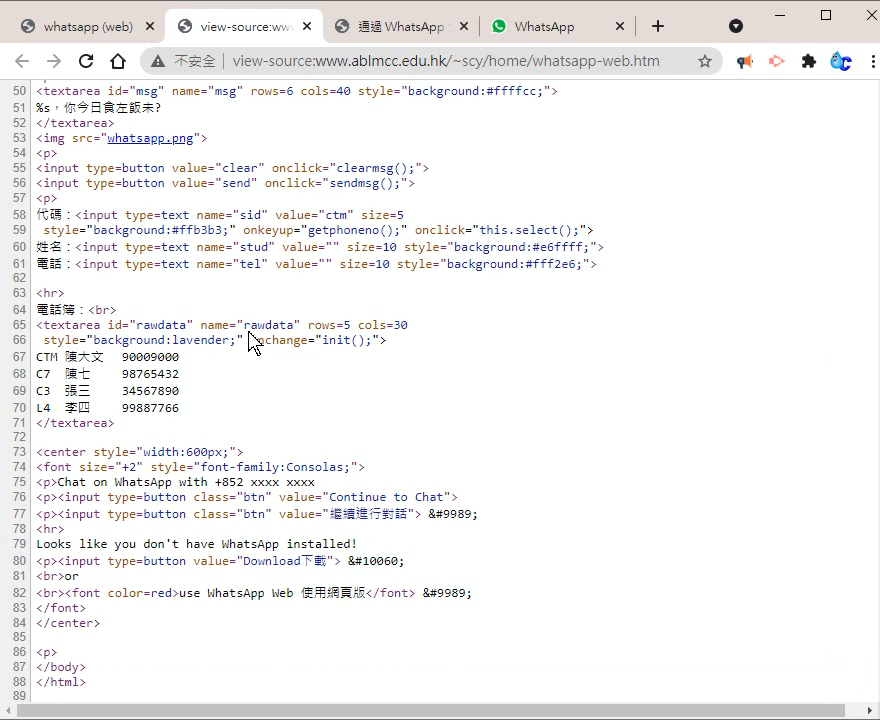 whatsapp (web)
view-source:www
通過 WhatsApp
WhatsApp
不安全 | view-source:www.ablmcc.edu.hk/~scy/home/whatsapp-web.htm
50 <textarea id="msg" name="msg" rows=6 cols=40 style="background:#ffffcc;">
51 %s，你今日食左飯未?
52 </textarea>
53 <img src="whatsapp.png">
54 <p>
55 <input type=button value="clear" onclick="clearmsg();">
56 <input type=button value="send" onclick="sendmsg();">
57 <p>
58 代碼：<input type=text name="sid" value="ctm" size=5
59 style="background:#ffb3b3;" onkeyup="getphoneno();" onclick="this.select();">
60 姓名：<input type=text name="stud" value="" size=10 style="background:#e6ffff;">
61 電話：<input type=text name="tel" value="" size=10 style="background:#fff2e6;">
62
63 <hr>
64 電話簿：<br>
65 <textarea id="rawdata" name="rawdata" rows=5 cols=30
66 style="background:lavender;" onchange="init();">
67 CTM 陳大文 90009000
68 C7 陳七 98765432
69 C3 張三 34567890
70 L4 李四 99887766
71 </textarea>
72
73 <center style="width:600px;">
74 <font size="+2" style="font-family:Consolas;">
75 <p>Chat on WhatsApp with +852 xxxx xxxx
76 <p><input type=button class="btn" value="Continue to Chat">
77 <p><input type=button class="btn" value="繼續進行對話"> &#9989;
78 <hr>
79 Looks like you don't have WhatsApp installed!
80 <p><input type=button value="Download下載"> &#10060;
81 <br>or
82 <br><font color=red>use WhatsApp Web 使用網頁版</font> &#9989;
83 </font>
84 </center>
85
86 <p>
87 </body>
88 </html>
89